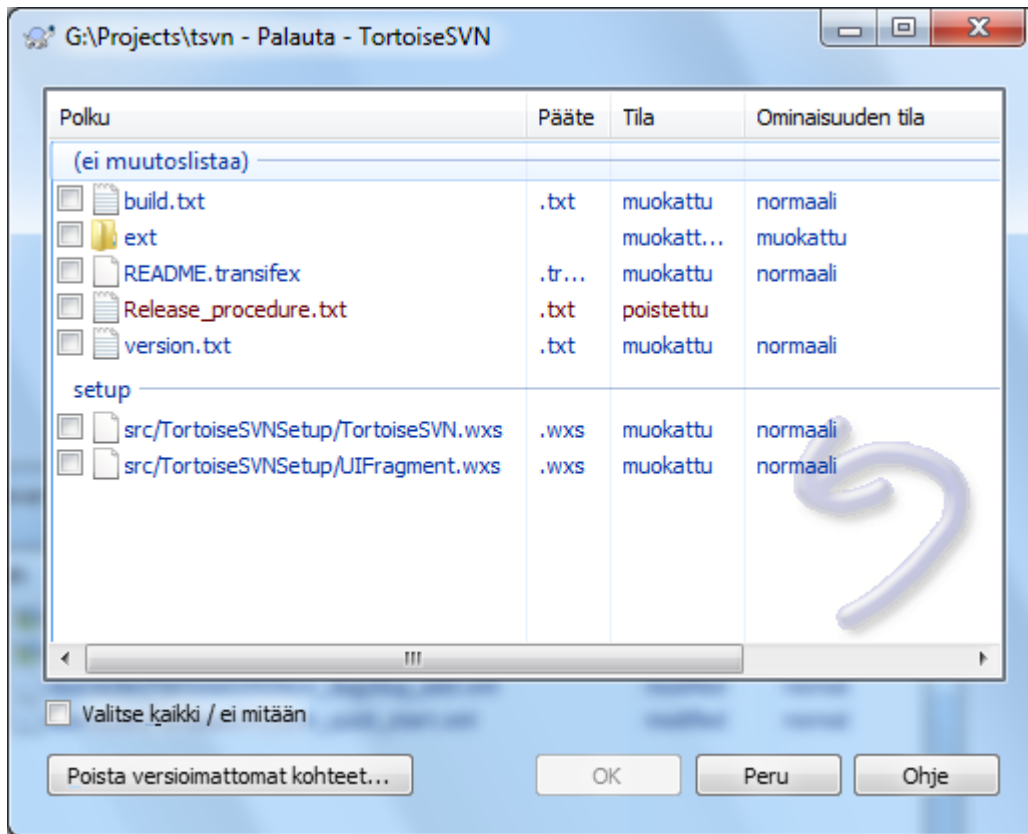 G:\Projects\tsvn - Palauta - TortoiseSVN
Polku Pääte Tila Ominaisuuden tila
(ei muutoslistaa)
build.txt .txt muokattu normaali
ext muokatt... muokattu
README.transifex .tr... muokattu normaali
Release_procedure.txt .txt poistettu
version.txt .txt muokattu normaali
setup
src/TortoiseSVNSetup/TortoiseSVN.wxs .wxs muokattu normaali
src/TortoiseSVNSetup/UIFragment.wxs .wxs muokattu normaali
Valitse kaikki / ei mitään
Poista versioimattomat kohteet... OK Peru Ohje